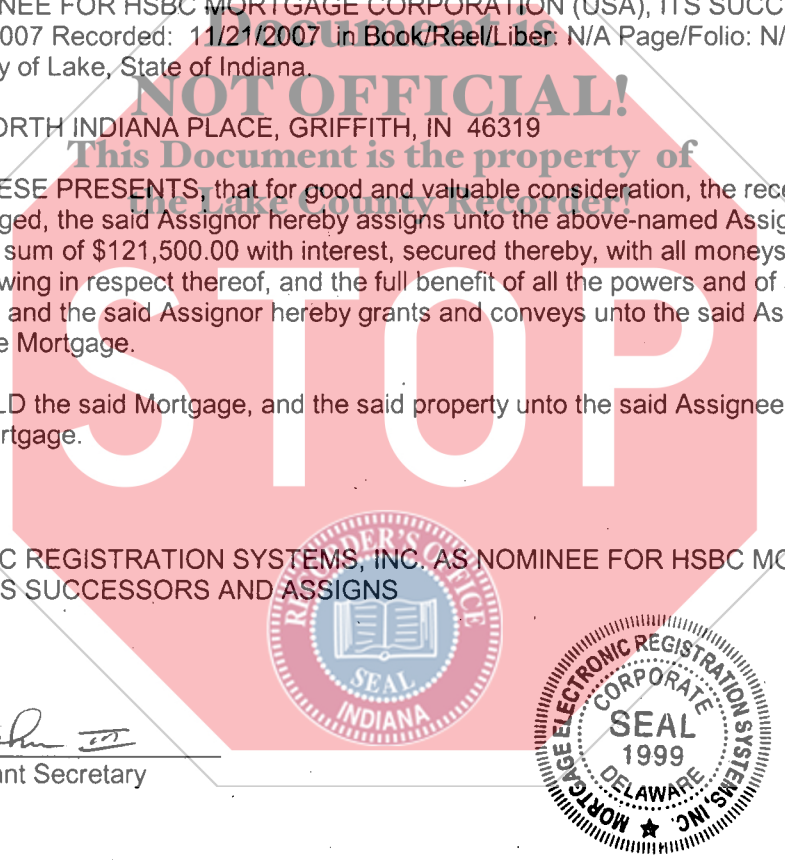 NEE FOR HSBC MORTGAGE CORPORATION (USA), ITS SUCC
Document is
007 Recorded: 11/21/2007 in Book/Reel/Liber: N/A Page/Folio: N/
y of Lake, State of Indiana.
NOT OFFICIAL!
ORTH INDIANA PLACE, GRIFFITH, IN 46319
This Document is the property of
ESE PRESENTS, that for good and valuable consideration, the rece
the Lake County Recorder!
ged, the said Assignor hereby assigns unto the above-named Assig
sum of $121,500.00 with interest, secured thereby, with all moneys
wing in respect thereof, and the full benefit of all the powers and of
and the said Assignor hereby grants and conveys unto the said As
e Mortgage.
STOP
LD the said Mortgage, and the said property unto the said Assignee
rtgage.
C REGISTRATION SYSTEMS, INC. AS NOMINEE FOR HSBC MO
S SUCCESSORS AND ASSIGNS
RECORDER'S OFFICE
SEAL
INDIANA
MORTGAGE ELECTRONIC REGISTRATION SYSTEMS, INC.
CORPORATE
SEAL
1999
DELAWARE
nt Secretary